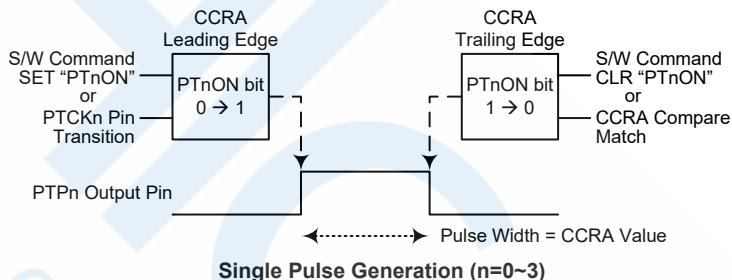 CCRA
Leading Edge
S/W Command
SET “PTnON”
or
PTCKn Pin
Transition
PTnON bit
0 → 1
CCRA
Trailing Edge
PTnON bit
1 → 0
S/W Command
CLR “PTnON”
or
CCRA Compare
Match
PTPn Output Pin
Pulse Width = CCRA Value
Single Pulse Generation (n=0~3)